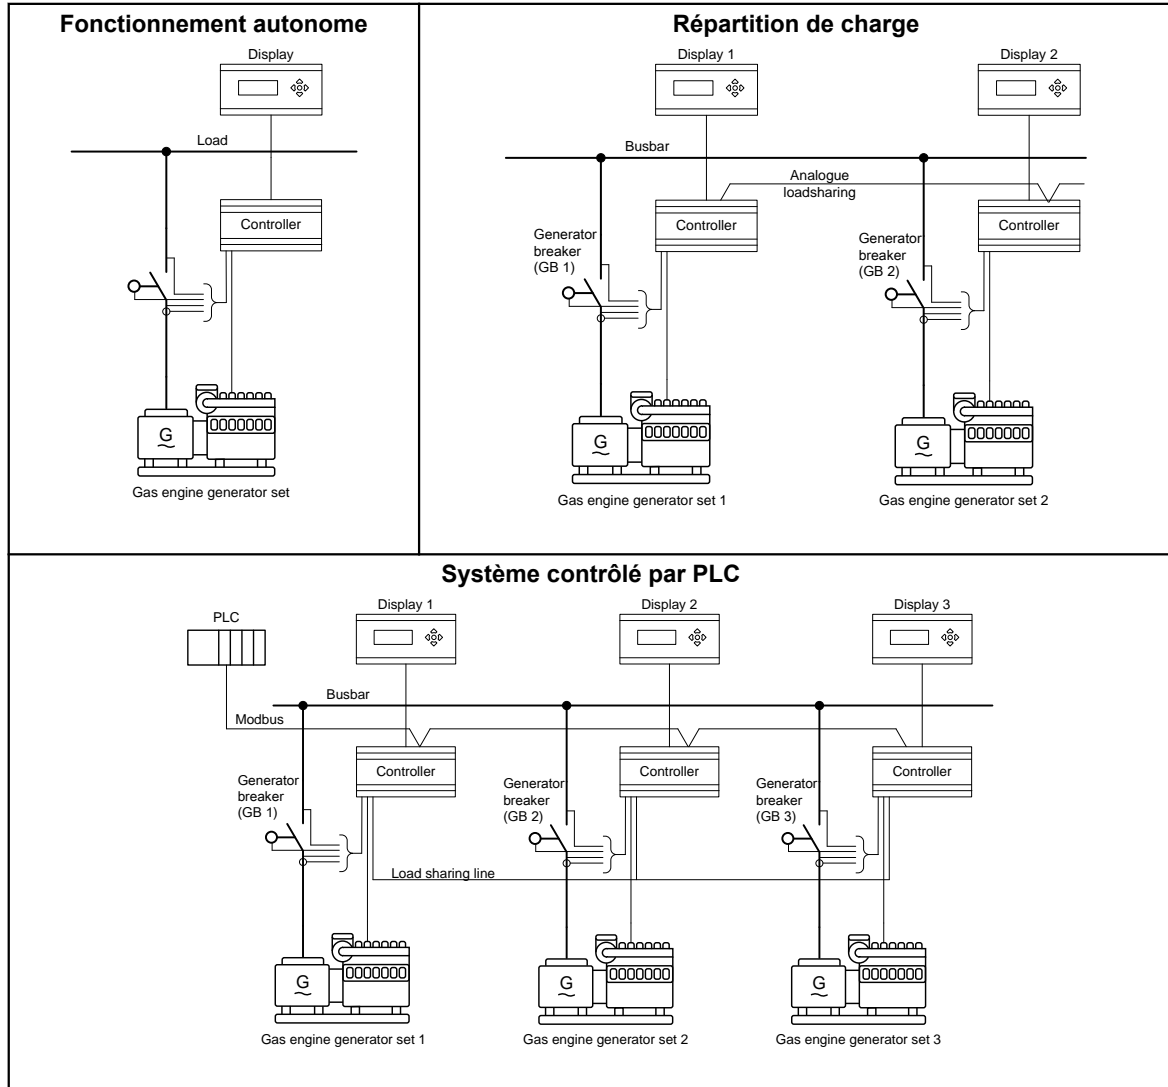 Fonctionnement autonome
Display
Load
Controller
G
Gas engine generator set
Répartition de charge
Display 1
Display 2
Busbar
Analogue
loadsharing
Controller
Controller
Generator
breaker
(GB 1)
Generator
breaker
(GB 2)
G
G
Gas engine generator set 1
Gas engine generator set 2
Système contrôlé par PLC
PLC
Display 1
Display 2
Display 3
Busbar
Modbus
Controller
Controller
Controller
Generator
breaker
(GB 1)
Generator
breaker
(GB 2)
Generator
breaker
(GB 3)
Load sharing line
G
G
G
Gas engine generator set 1
Gas engine generator set 2
Gas engine generator set 3